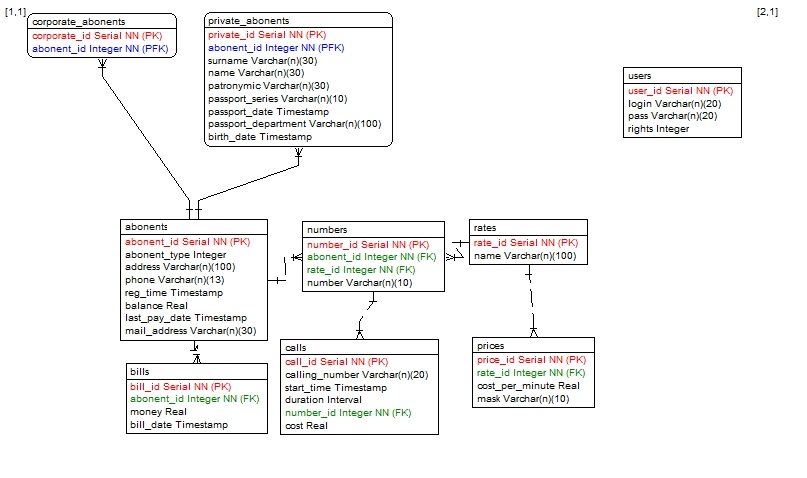 [1,1]
[2,1]
corporate_abonents
corporate_id Serial NN (PK)
abonent_id Integer NN (PFK)
private_abonents
private_id Serial NN (PK)
abonent_id Integer NN (PFK)
surname Varchar(n)(30)
name Varchar(n)(30)
patronymic Varchar(n)(30)
passport_series Varchar(n)(10)
passport_date Timestamp
passport_department Varchar(n)(100)
birth_date Timestamp
users
user_id Serial NN (PK)
login Varchar(n)(20)
pass Varchar(n)(20)
rights Integer
abonents
abonent_id Serial NN (PK)
abonent_type Integer
address Varchar(n)(100)
phone Varchar(n)(13)
reg_time Timestamp
balance Real
last_pay_date Timestamp
mail_address Varchar(n)(30)
numbers
number_id Serial NN (PK)
abonent_id Integer NN (FK)
rate_id Integer NN (FK)
number Varchar(n)(10)
rates
rate_id Serial NN (PK)
name Varchar(n)(100)
bills
bill_id Serial NN (PK)
abonent_id Integer NN (FK)
money Real
bill_date Timestamp
calls
call_id Serial NN (PK)
calling_number Varchar(n)(20)
start_time Timestamp
duration Interval
number_id Integer NN (FK)
cost Real
prices
price_id Serial NN (PK)
rate_id Integer NN (FK)
cost_per_minute Real
mask Varchar(n)(10)